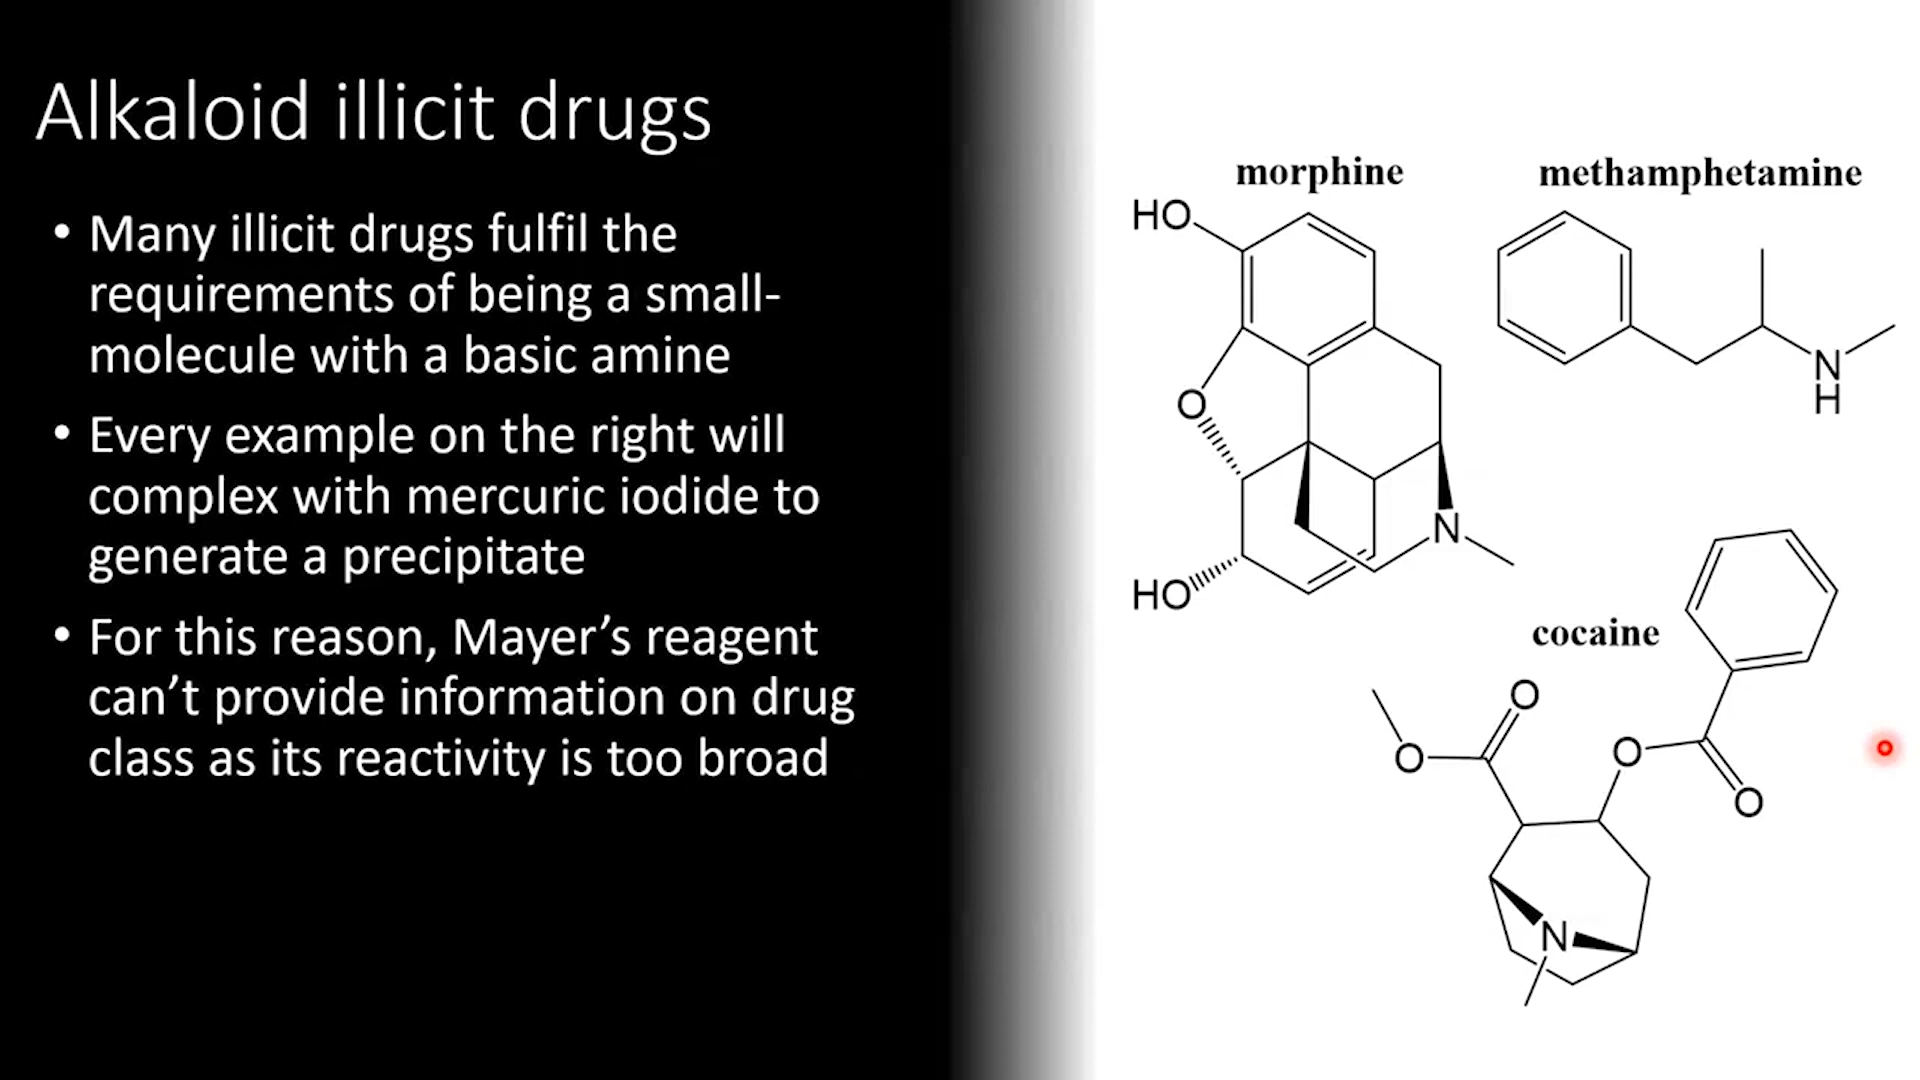 Alkaloid illicit drugs
• Many illicit drugs fulfil the
requirements of being a small-
molecule with a basic amine
• Every example on the right will
complex with mercuric iodide to
generate a precipitate
• For this reason, Mayer’s reagent
can’t provide information on drug
class as its reactivity is too broad
morphine
HO
O
N
HO
methamphetamine
N
H
cocaine
O
O
O
O
N